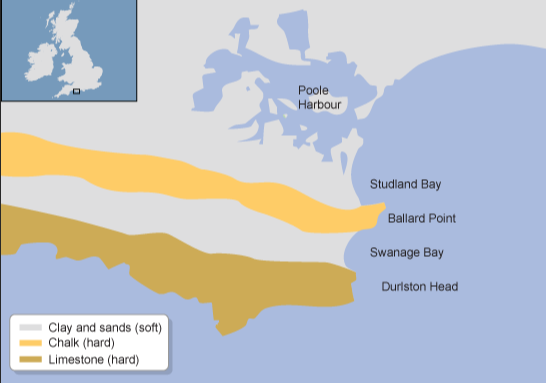 Poole
Harbour
Studland Bay
Ballard Point
Swanage Bay
Durlston Head
Clay and sands (soft)
Chalk (hard)
Limestone (hard)